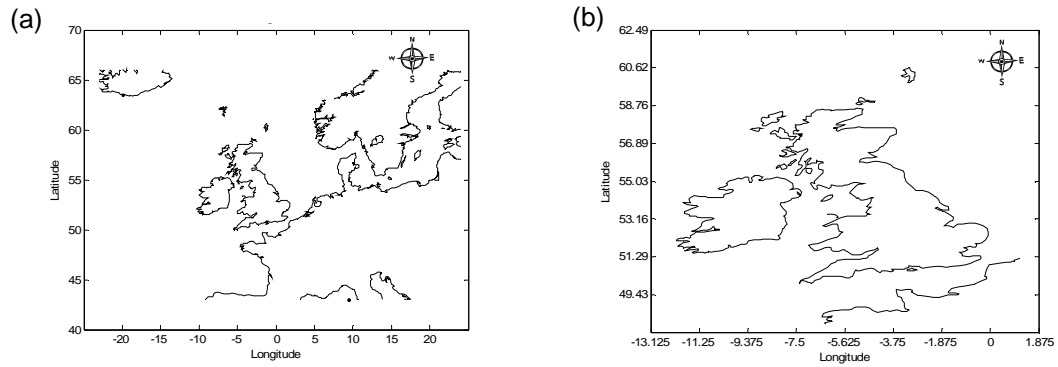 (a)
70
65
60
55
50
45
40
Latitude
-20 -15 -10 -5 0 5 10 15 20
Longitude
N
W E
S
(b)
62.49
60.62
58.76
56.89
55.03
53.16
51.29
49.43
Latitude
-13.125 -11.25 -9.375 -7.5 -5.625 -3.75 -1.875 0 1.875
Longitude
N
W E
S